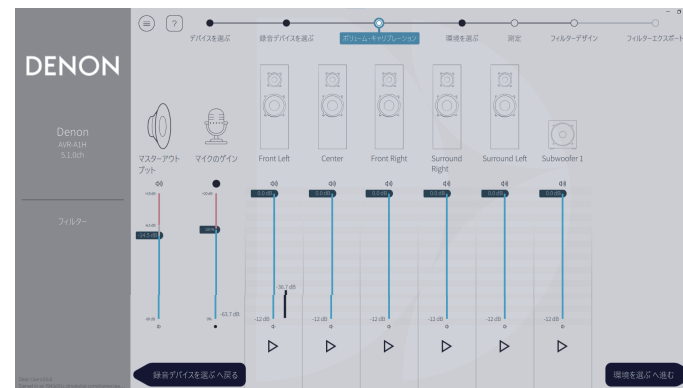 ?
デバイスを選ぶ
録音デバイスを選ぶ
ボリューム・キャリブレーション
環境を選ぶ
測定
フィルターデザイン
フィルターエクスポート
DENON
Denon
AVR-A1H
5.1.0ch
フィルター
マスターアウト
プット
マイクのゲイン
Front Left
Center
Front Right
Surround
Right
Surround Left
Subwoofer 1
0.0 dB
0.0 dB
0.0 dB
0.0 dB
0.0 dB
0.0 dB
-14.5 dB
-36.7 dB
-63.7 dB
-12 dB
-12 dB
-12 dB
-12 dB
-12 dB
-12 dB
録音デバイスを選ぶ へ戻る
環境を選ぶ へ進む